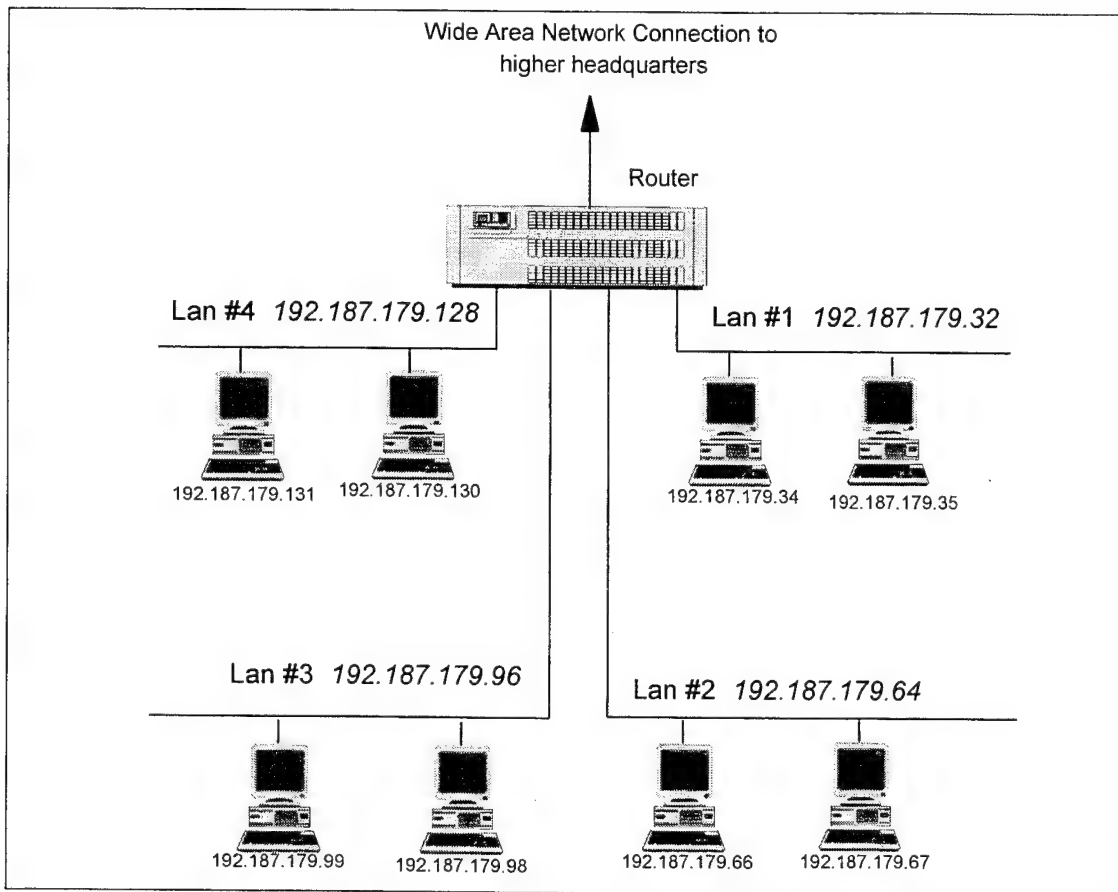 Wide Area Network Connection to
higher headquarters
Router
Lan #4 192.187.179.128
Lan #1 192.187.179.32
192.187.179.131
192.187.179.130
192.187.179.34
192.187.179.35
Lan #3 192.187.179.96
Lan #2 192.187.179.64
192.187.179.99
192.187.179.98
192.187.179.66
192.187.179.67